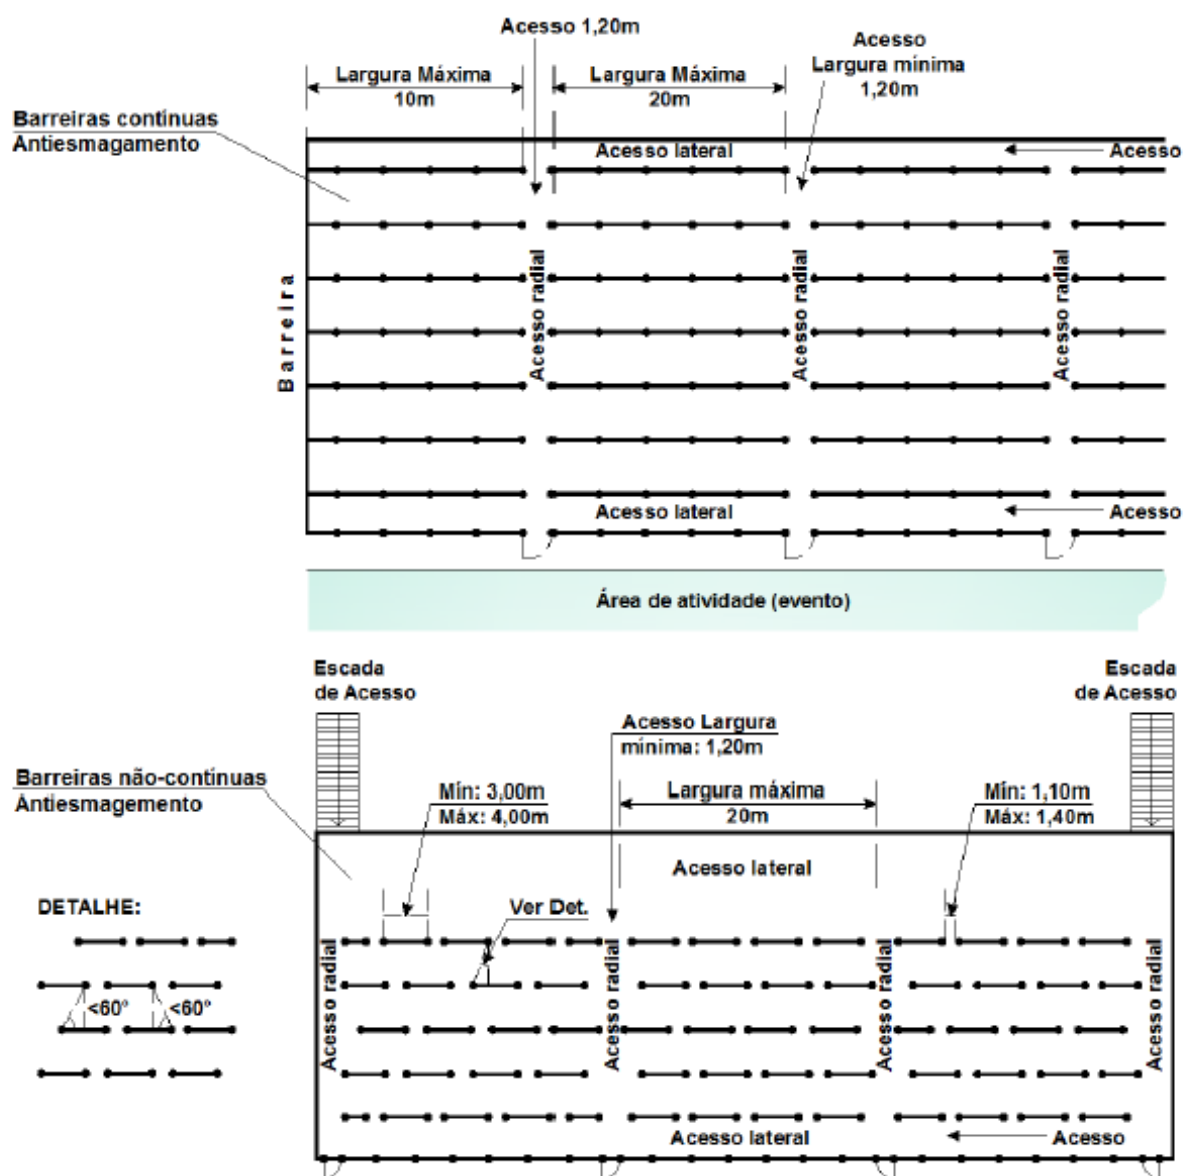 Acesso 1,20m
Acesso
Largura mínima
1,20m
Largura Máxima
10m
Largura Máxima
20m
Barreiras contínuas
Antiesmagamento
Acesso lateral
Acesso
Barreira
Acesso radial
Acesso radial
Acesso radial
Acesso lateral
Acesso
Área de atividade (evento)
Escada
de Acesso
Escada
de Acesso
Acesso Largura
mínima: 1,20m
Barreiras não-contínuas
Antiesmagemento
Mín: 3,00m
Máx: 4,00m
Largura máxima
20m
Mín: 1,10m
Máx: 1,40m
Acesso lateral
DETALHE:
Ver Det.
<60°
<60°
Acesso radial
Acesso radial
Acesso radial
Acesso radial
Acesso lateral
Acesso